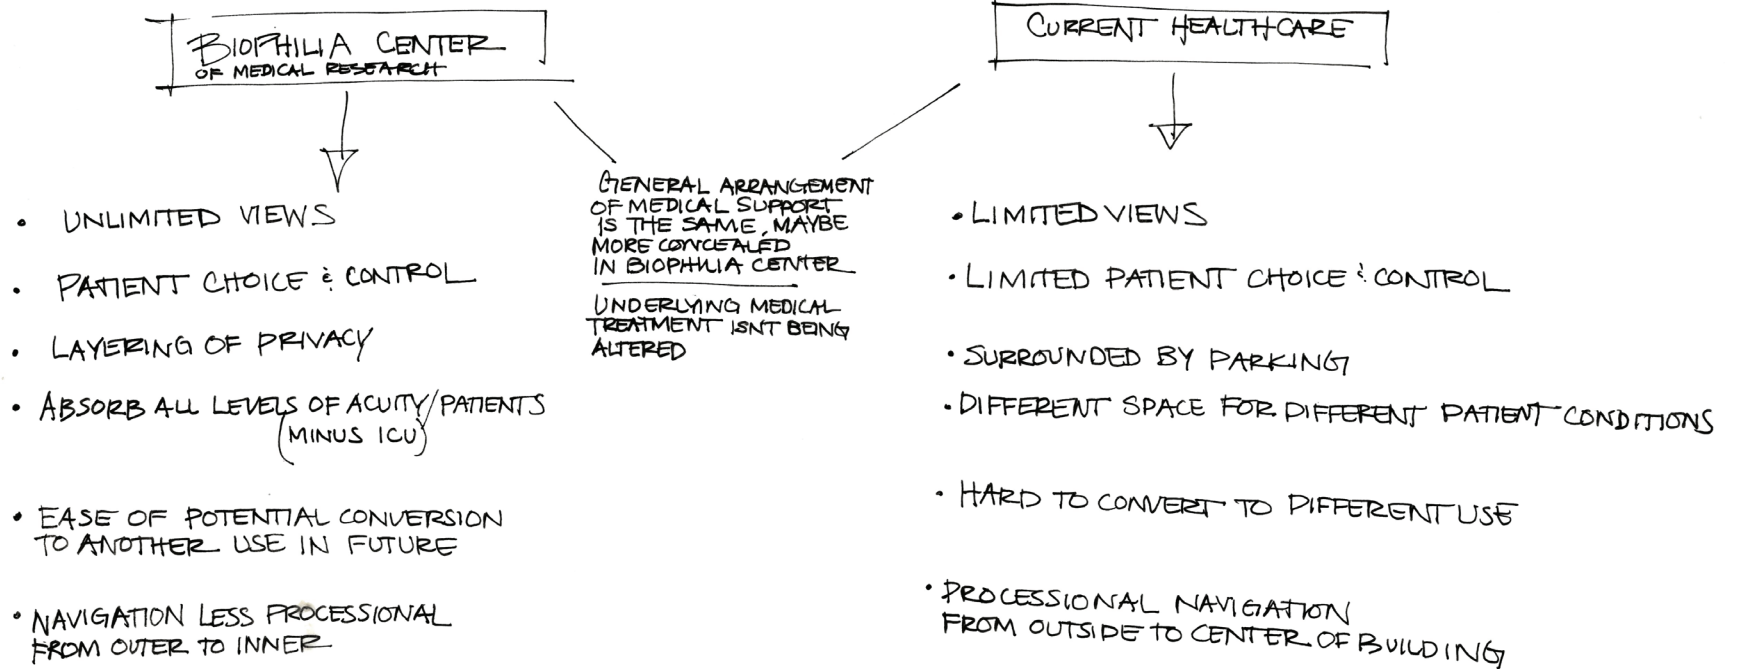 BIOPHILIA CENTER
OF MEDICAL RESEARCH
• UNLIMITED VIEWS
• PATIENT CHOICE & CONTROL
• LAYERING OF PRIVACY
• ABSORB ALL LEVELS OF ACUITY/PATIENTS
(MINUS ICU)
• EASE OF POTENTIAL CONVERSION
TO ANOTHER USE IN FUTURE
• NAVIGATION LESS PROCESSIONAL
FROM OUTER TO INNER
GENERAL ARRANGEMENT
OF MEDICAL SUPPORT
IS THE SAME, MAYBE
MORE CONCEALED
IN BIOPHILIA CENTER
UNDERLYING MEDICAL
TREATMENT ISNT BEING
ALTERED
CURRENT HEALTHCARE
• LIMITED VIEWS
• LIMITED PATIENT CHOICE & CONTROL
• SURROUNDED BY PARKING
• DIFFERENT SPACE FOR DIFFERENT PATIENT CONDITIONS
• HARD TO CONVERT TO DIFFERENT USE
• PROCESSIONAL NAVIGATION
FROM OUTSIDE TO CENTER OF BUILDING